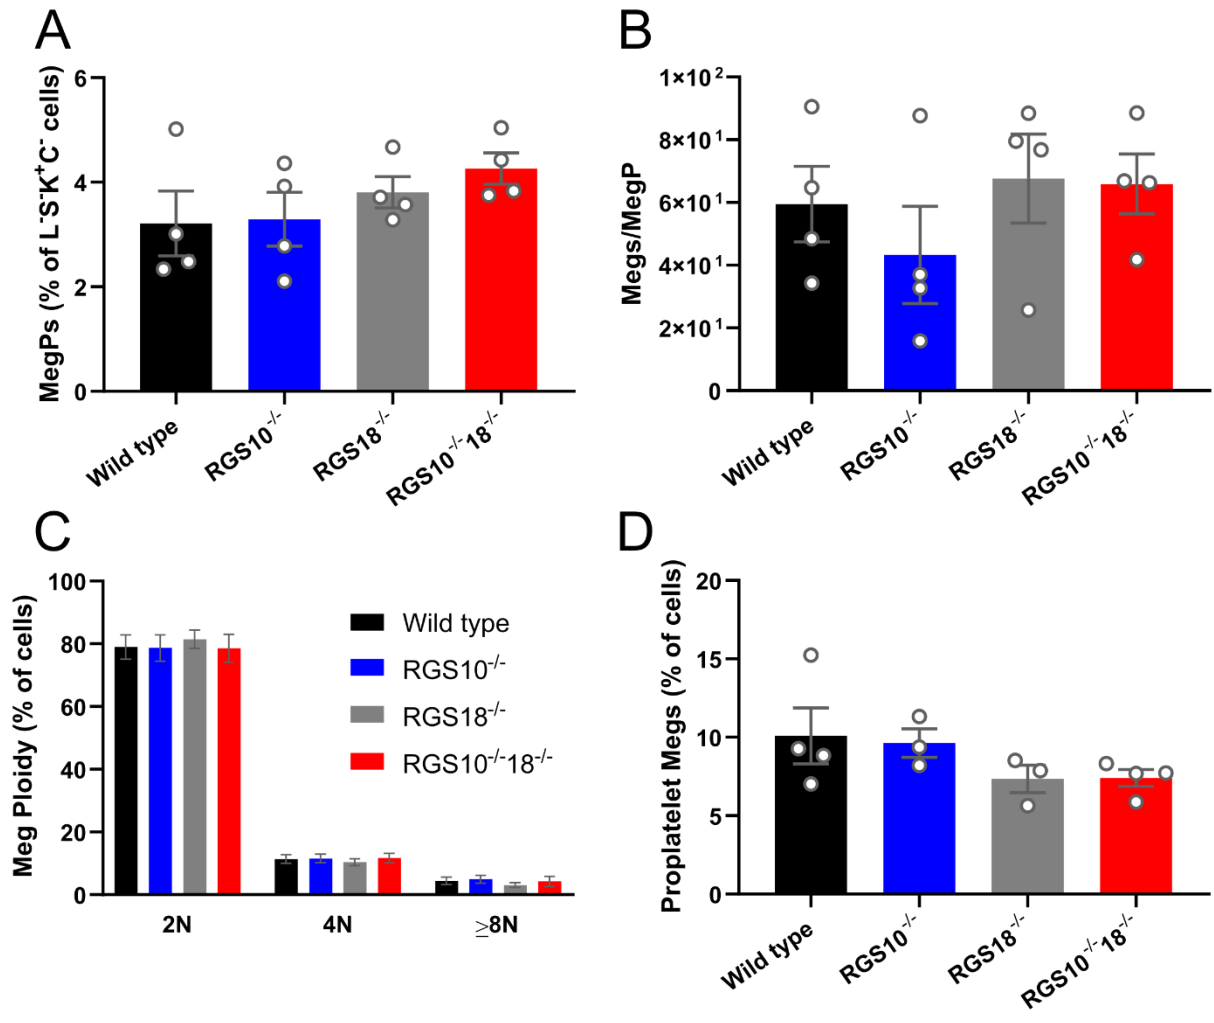 A
MegPs (% of L⁻S⁻K⁺C⁻ cells)
6
4
2
0
Wild type
RGS10⁻/⁻
RGS18⁻/⁻
RGS10⁻/⁻18⁻/⁻
B
Megs/MegP
1×10²
8×10¹
6×10¹
4×10¹
2×10¹
0
Wild type
RGS10⁻/⁻
RGS18⁻/⁻
RGS10⁻/⁻18⁻/⁻
C
Meg Ploidy (% of cells)
100
80
60
40
20
0
2N
4N
≥8N
Wild type
RGS10⁻/⁻
RGS18⁻/⁻
RGS10⁻/⁻18⁻/⁻
D
Proplatelet Megs (% of cells)
20
15
10
5
0
Wild type
RGS10⁻/⁻
RGS18⁻/⁻
RGS10⁻/⁻18⁻/⁻